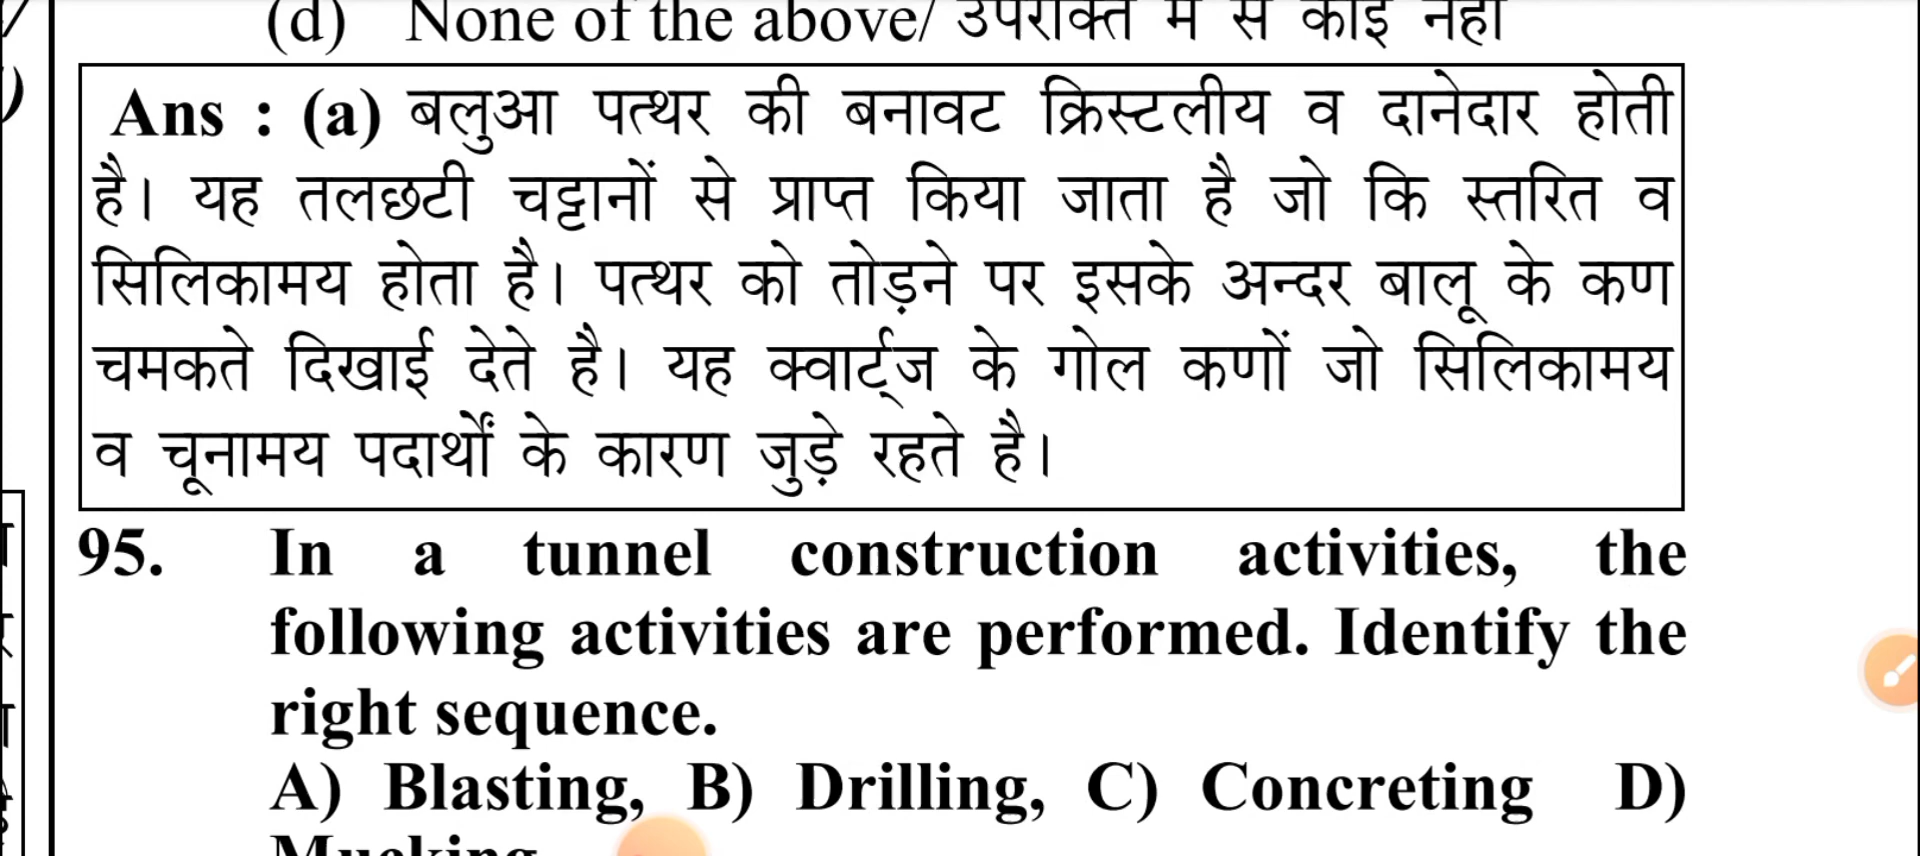 (d) None of the above/ उपरोक्त में से कोई नहीं
Ans : (a) बलुआ पत्थर की बनावट क्रिस्टलीय व दानेदार होती
है। यह तलछटी चट्टानों से प्राप्त किया जाता है जो कि स्तरित व
सिलिकामय होता है। पत्थर को तोड़ने पर इसके अन्दर बालू के कण
चमकते दिखाई देते है। यह क्वार्ट्ज के गोल कणों जो सिलिकामय
व चूनामय पदार्थों के कारण जुड़े रहते है।
95. In a tunnel construction activities, the
following activities are performed. Identify the
right sequence.
A) Blasting, B) Drilling, C) Concreting D)
Mucking